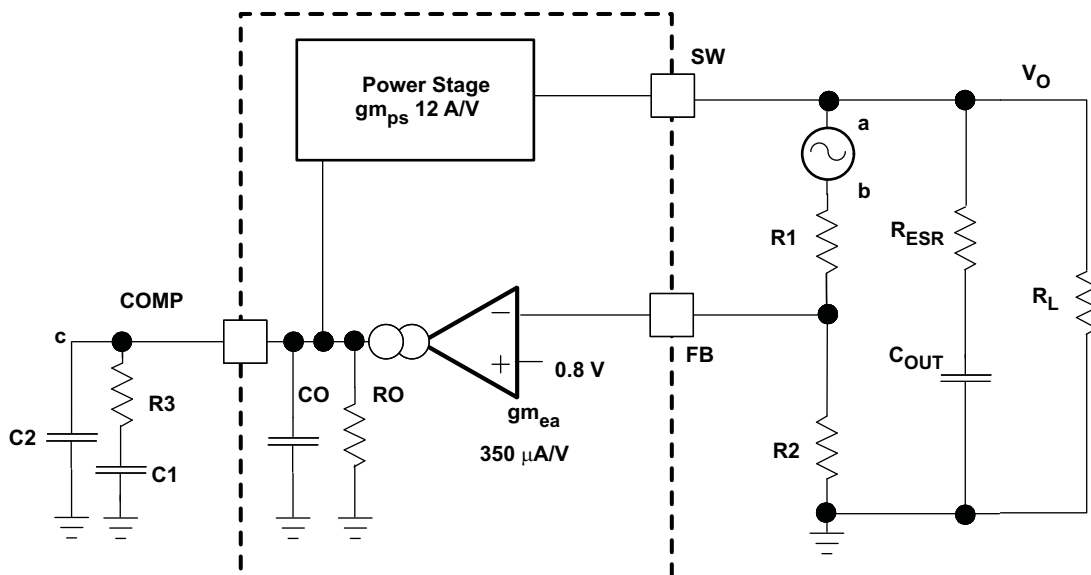 SW
Power Stage
gm_ps 12 A/V
V_O
a
b
R1
R_ESR
R_L
COMP
c
FB
0.8 V
C_OUT
R3
CO
RO
C2
C1
gm_ea
350 μA/V
R2
−
+